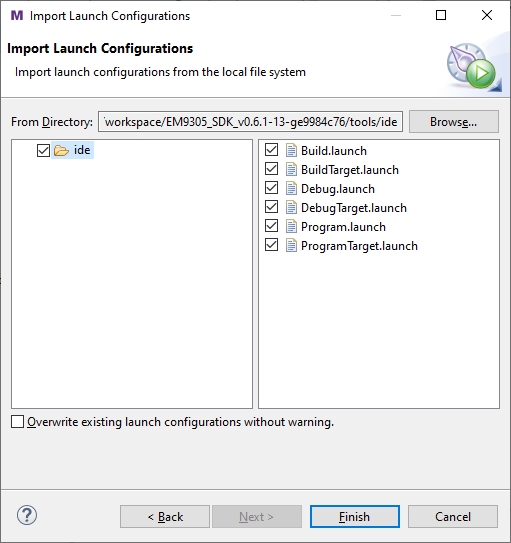 M Import Launch Configurations
Import Launch Configurations
Import launch configurations from the local file system
From Directory: workspace/EM9305_SDK_v0.6.1-13-ge9984c76/tools/ide Browse...
ide
Build.launch
BuildTarget.launch
Debug.launch
DebugTarget.launch
Program.launch
ProgramTarget.launch
Overwrite existing launch configurations without warning.
? < Back Next > Finish Cancel